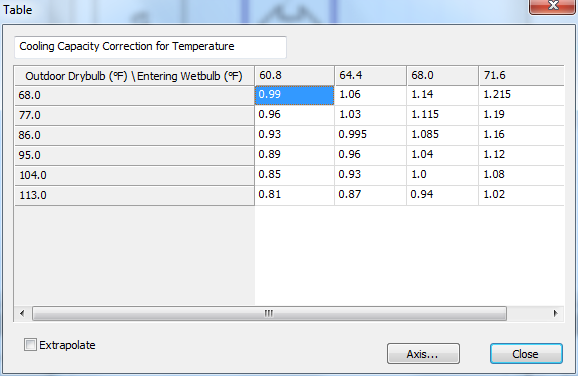 Table
Cooling Capacity Correction for Temperature
Outdoor Drybulb (°F) \ Entering Wetbulb (°F) 60.8 64.4 68.0 71.6
68.0 0.99 1.06 1.14 1.215
77.0 0.96 1.03 1.115 1.19
86.0 0.93 0.995 1.085 1.16
95.0 0.89 0.96 1.04 1.12
104.0 0.85 0.93 1.0 1.08
113.0 0.81 0.87 0.94 1.02
Extrapolate
Axis... Close